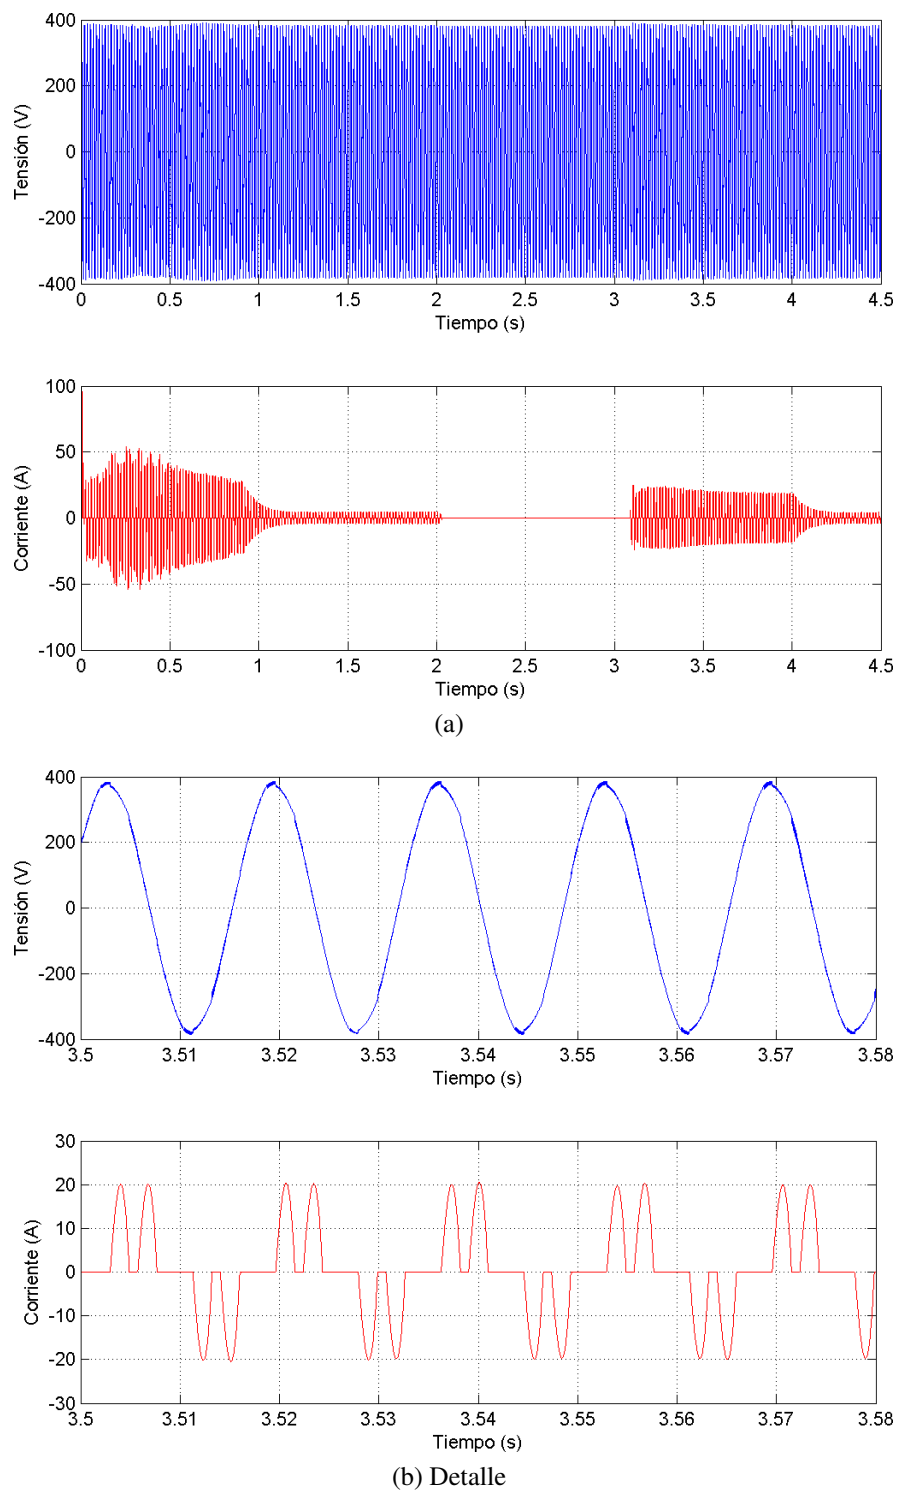 400
200
0
-200
-400
Tensión (V)
0 0.5 1 1.5 2 2.5 3 3.5 4 4.5
Tiempo (s)
100
50
0
-50
-100
Corriente (A)
0 0.5 1 1.5 2 2.5 3 3.5 4 4.5
Tiempo (s)
(a)
400
200
0
-200
-400
Tensión (V)
3.5 3.51 3.52 3.53 3.54 3.55 3.56 3.57 3.58
Tiempo (s)
30
20
10
0
-10
-20
-30
Corriente (A)
3.5 3.51 3.52 3.53 3.54 3.55 3.56 3.57 3.58
Tiempo (s)
(b) Detalle